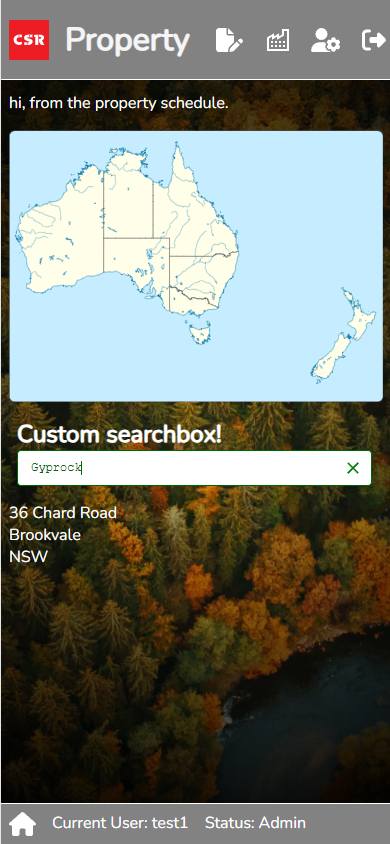 CSR
Property
hi, from the property schedule.
Custom searchbox!
Gyprock
36 Chard Road
Brookvale
NSW
Current User: test1 Status: Admin